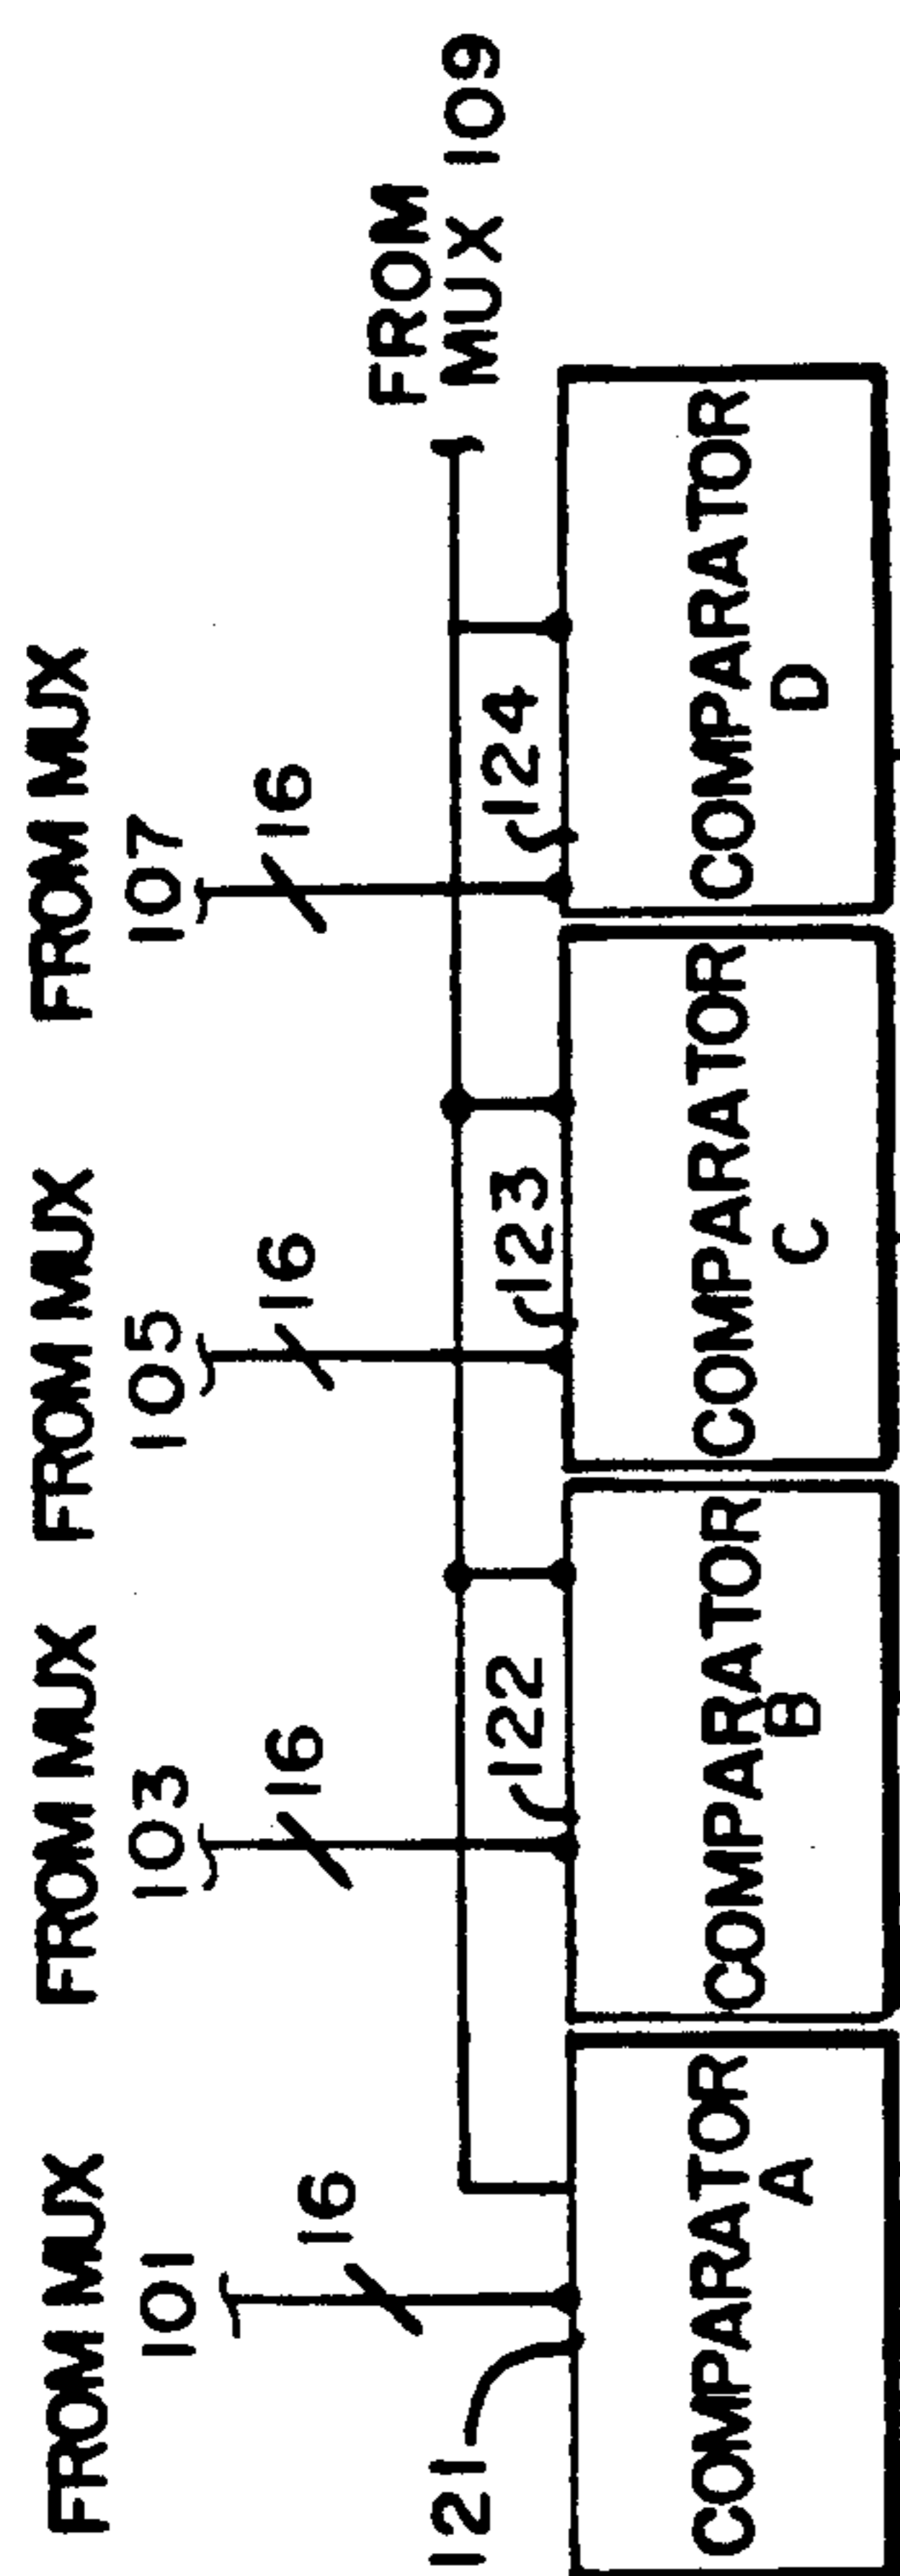 FROM MUX
101
FROM MUX
103
FROM MUX
105
FROM MUX
107
FROM
MUX 109
16
16
16
16
121
122
123
124
COMPARATOR
A
COMPARATOR
B
COMPARATOR
C
COMPARATOR
D